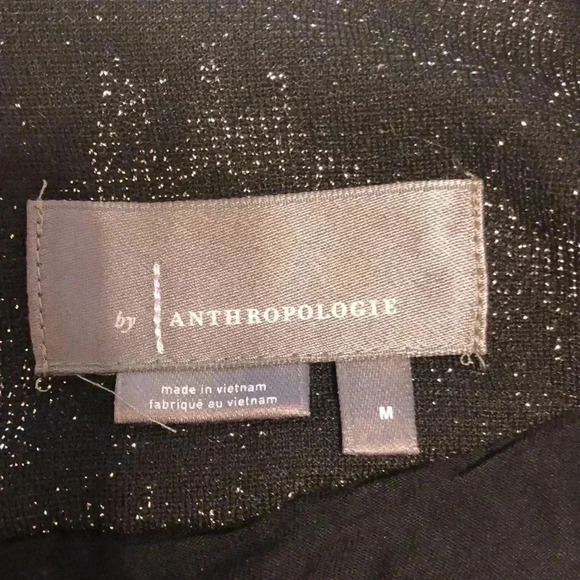 by ANTHROPOLOGIE
made in vietnam
fabriqué au vietnam
M